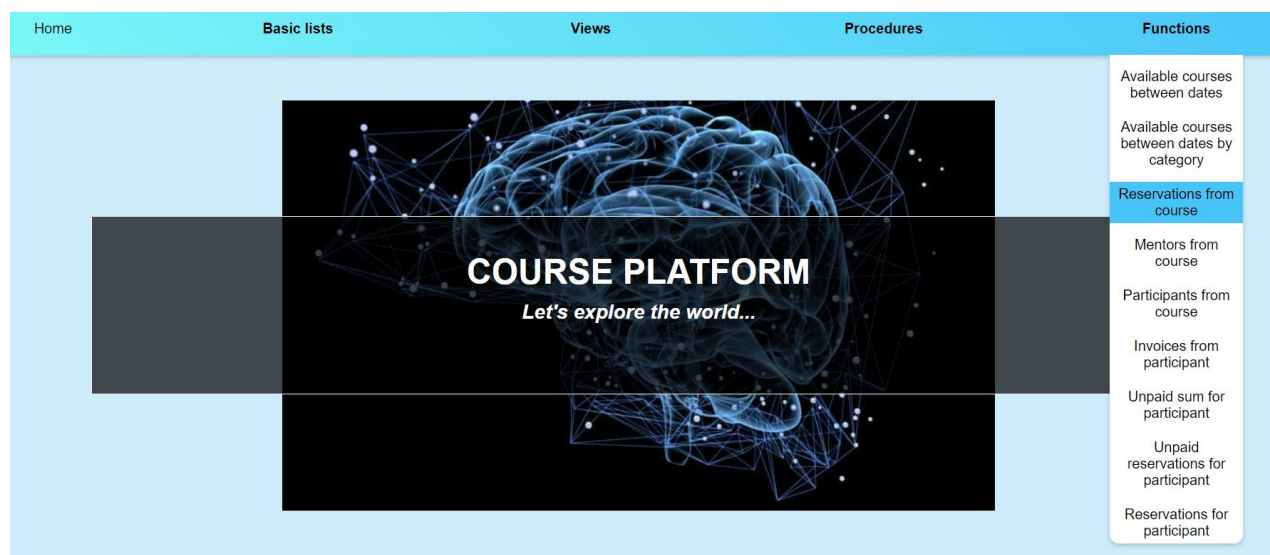 Home
Basic lists
Views
Procedures
Functions
Available courses
between dates
Available courses
between dates by
category
Reservations from
course
Mentors from
course
Participants from
course
Invoices from
participant
Unpaid sum for
participant
Unpaid
reservations for
participant
Reservations for
participant
COURSE PLATFORM
Let's explore the world...